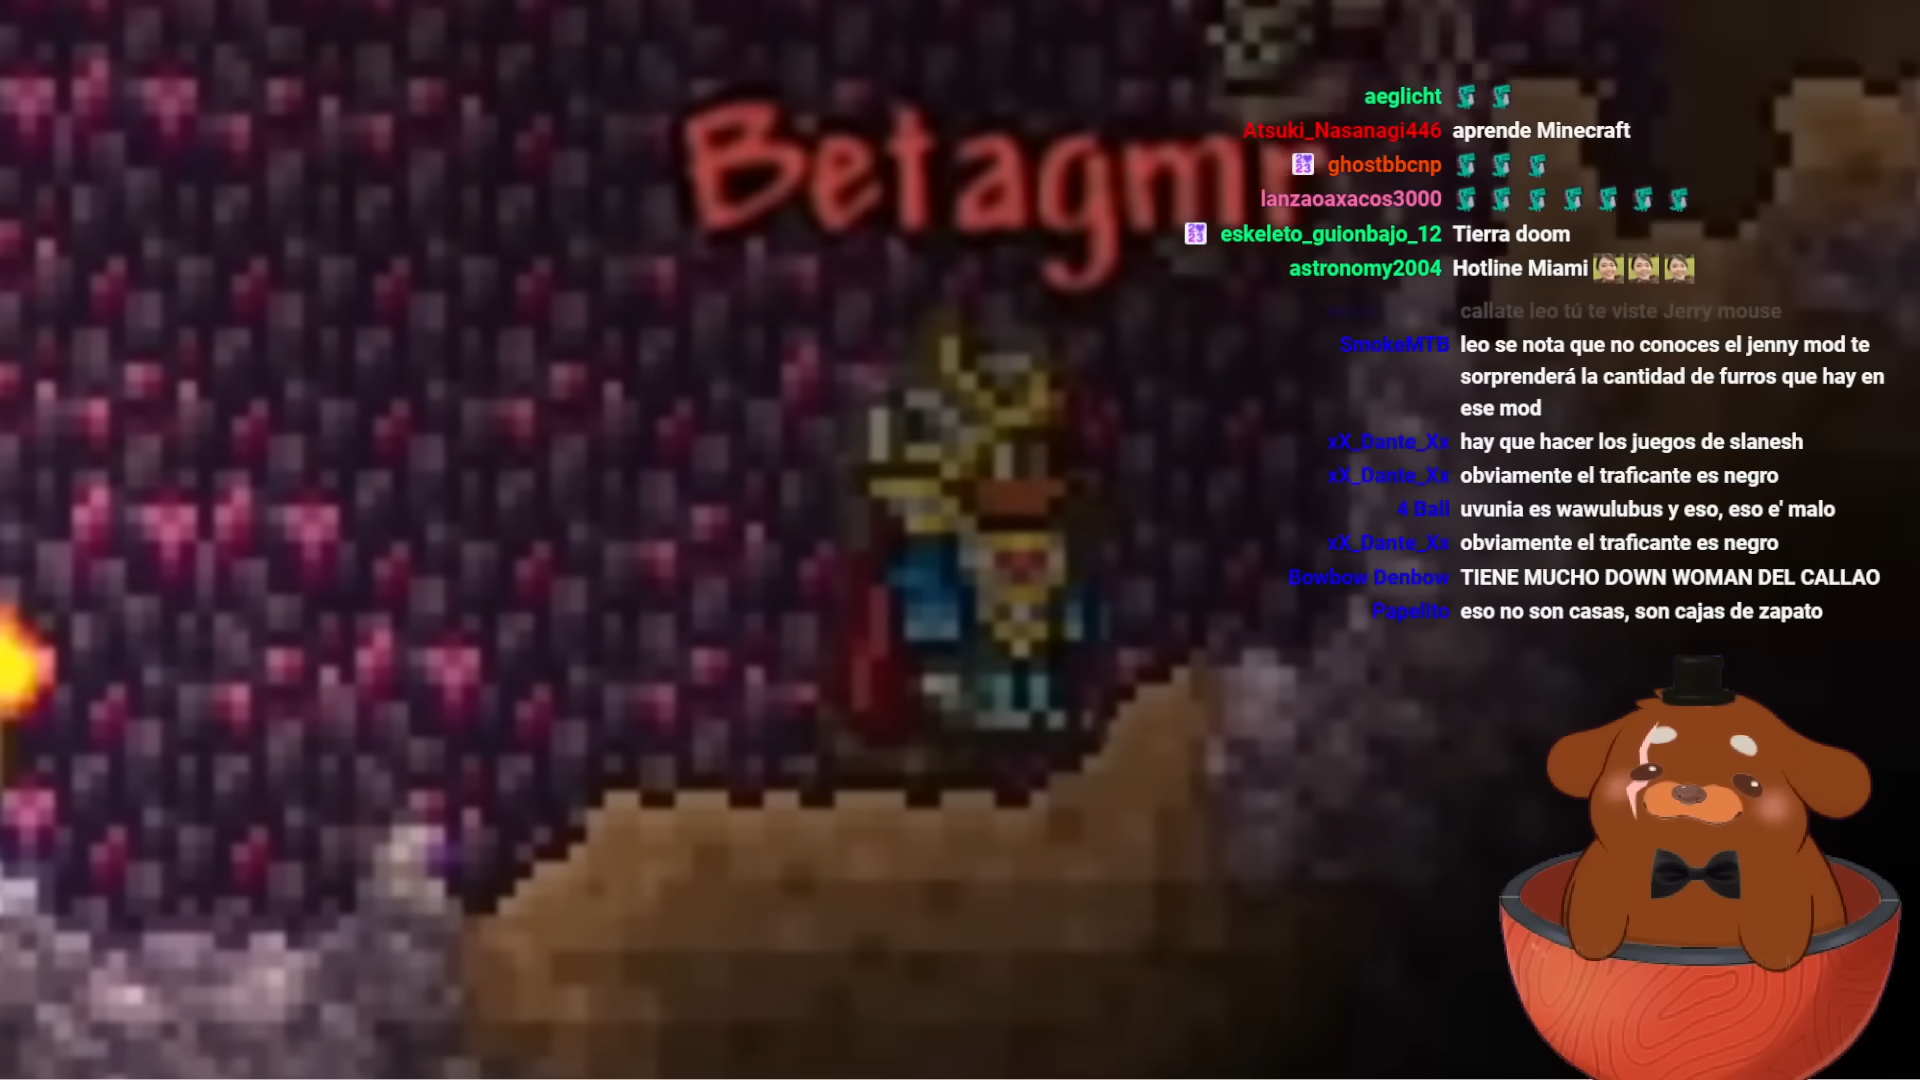 Betagmr
aeglicht
Atsuki_Nasanagi446 aprende Minecraft
ghostbbcnp
lanzaoaxacos3000
eskeleto_guionbajo_12 Tierra doom
astronomy2004 Hotline Miami
callate leo tú te viste Jerry mouse
SmokeMTB leo se nota que no conoces el jenny mod te
sorprenderá la cantidad de furros que hay en
ese mod
xX_Dante_Xx hay que hacer los juegos de slanesh
xX_Dante_Xx obviamente el traficante es negro
4 Ball uvunia es wawulubus y eso, eso e' malo
xX_Dante_Xx obviamente el traficante es negro
Bowbow Denbow TIENE MUCHO DOWN WOMAN DEL CALLAO
Papelito eso no son casas, son cajas de zapato